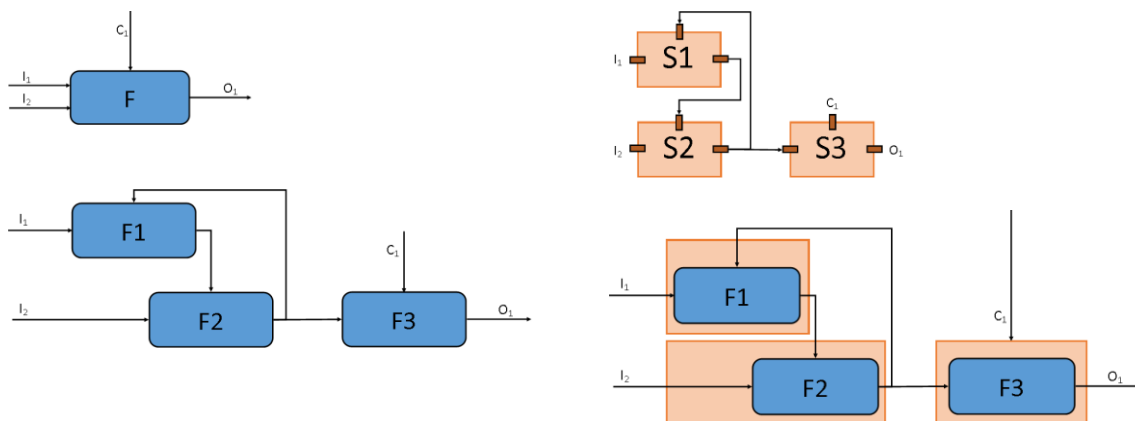 C₁
I₁
F
I₂
O₁
I₁
F1
C₁
I₂
F2
F3
O₁
I₁
S1
C₁
I₂
S2
S3
O₁
I₁
F1
C₁
I₂
F2
F3
O₁